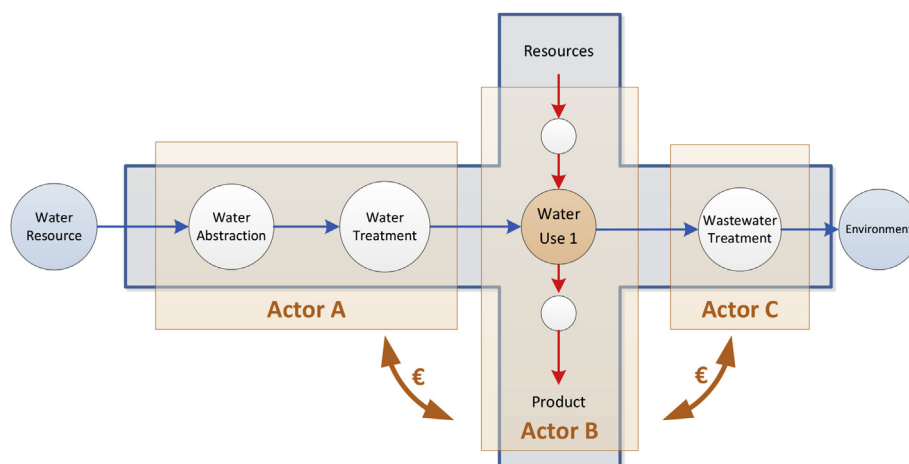 Resources
Water
Resource
Water
Abstraction
Water
Treatment
Water
Use 1
Wastewater
Treatment
Environment
Actor A
Actor C
€
€
Product
Actor B